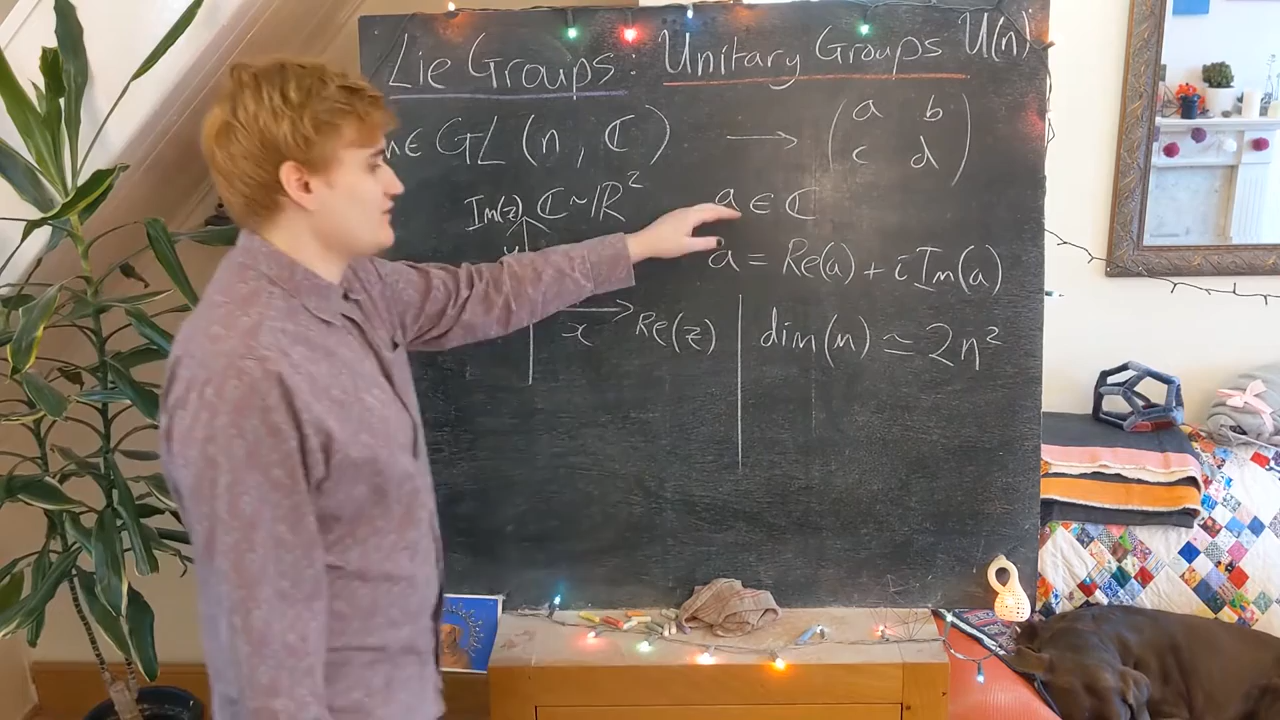 Lie Groups: Unitary Groups U(n)
m ∈ GL(n, ℂ) → (a b
c d)
Im(z) ℂ ~ ℝ² a ∈ ℂ
y a = Re(a) + i Im(a)
x Re(z) dim(m) ≃ 2n²